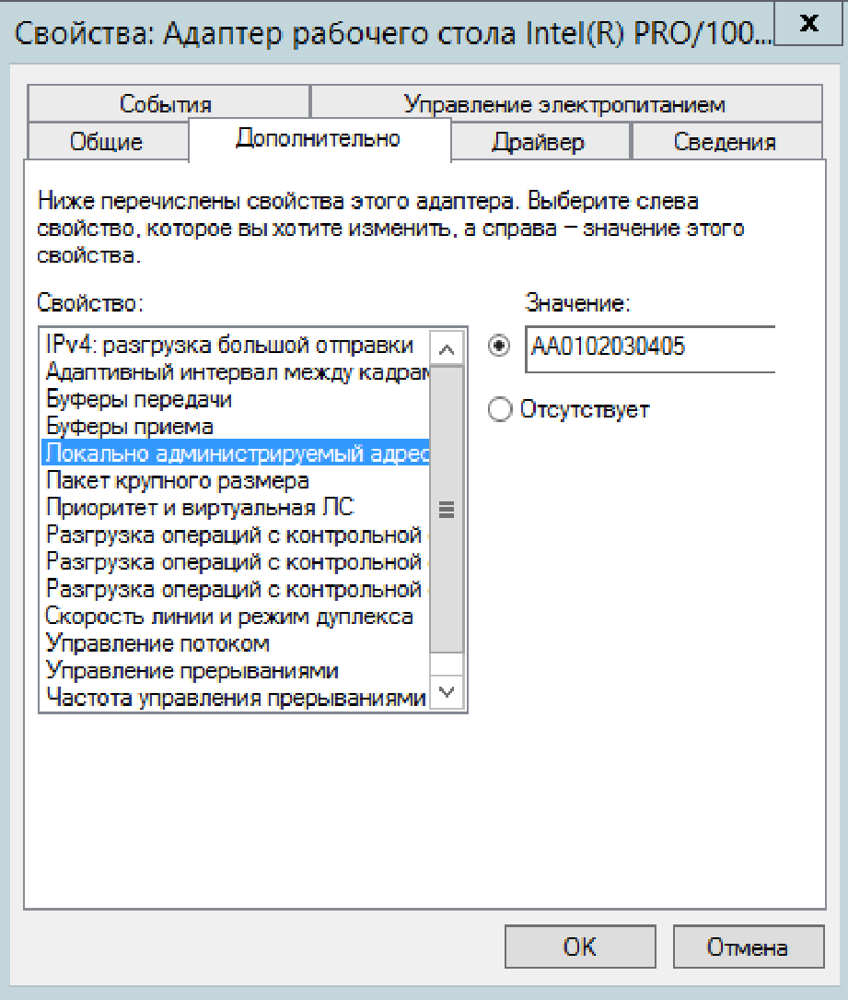 Свойства: Адаптер рабочего стола Intel(R) PRO/100...
x
События
Управление электропитанием
Общие
Дополнительно
Драйвер
Сведения
Ниже перечислены свойства этого адаптера. Выберите слева
свойство, которое вы хотите изменить, а справа – значение этого
свойства.
Свойство:
Значение:
IPv4: разгрузка большой отправки
Адаптивный интервал между кадрам
Буферы передачи
Буферы приема
Локально администрируемый адрес
Пакет крупного размера
Приоритет и виртуальная ЛС
Разгрузка операций с контрольной
Разгрузка операций с контрольной
Разгрузка операций с контрольной
Скорость линии и режим дуплекса
Управление потоком
Управление прерываниями
Частота управления прерываниями
AA0102030405
Отсутствует
OK
Отмена